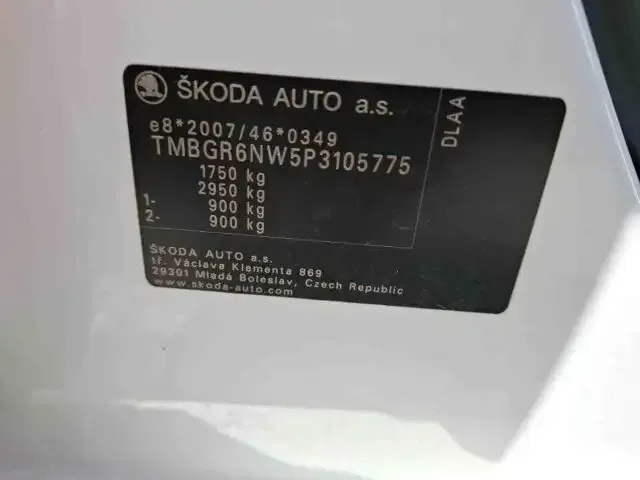 ŠKODA AUTO a.s.
e8*2007/46*0349
TMBGR6NW5P3105775
1750 kg
2950 kg
1- 900 kg
2- 900 kg
ŠKODA AUTO a.s.
tř. Václava Klementa 869
29301 Mladá Boleslav, Czech Republic
www.skoda-auto.com
DLAA